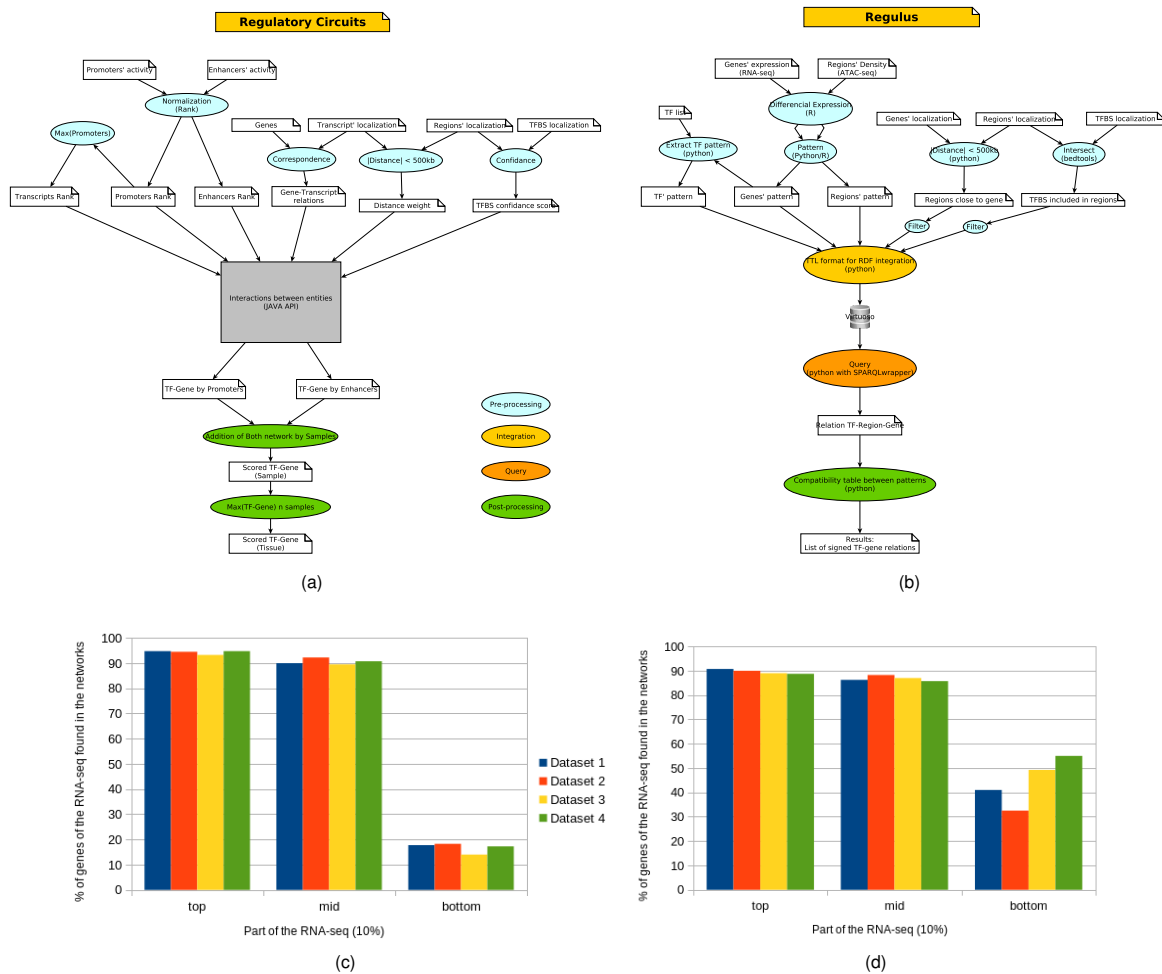 Regulatory Circuits
Promoters' activity
Enhancers' activity
Normalization
(Rank)
Max(Promoters)
Genes
Transcript' localization
Regions' localization
TFBS localization
Correspondence
|Distance| < 500kb
Confidance
Transcripts Rank
Promoters Rank
Enhancers Rank
Gene-Transcript
relations
Distance weight
TFBS confidance score
Interactions between entities
(JAVA API)
TF-Gene by Promoters
TF-Gene by Enhancers
Addition of Both network by Samples
Scored TF-Gene
(Sample)
Max(TF-Gene) n samples
Scored TF-Gene
(Tissue)
Pre-processing
Integration
Query
Post-processing
(a)
Regulus
Genes' expression
(RNA-seq)
Regions' Density
(ATAC-seq)
Differencial Expression
(R)
TF list
Genes' localization
Regions' localization
TFBS localization
Extract TF pattern
(python)
Pattern
(Python/R)
|Distance| < 500kb
(python)
Intersect
(bedtools)
TF' pattern
Genes' pattern
Regions' pattern
Regions close to gene
TFBS included in regions
Filter
Filter
TTL format for RDF integration
(python)
Virtuoso
Query
(python with SPARQLwrapper)
Relation TF-Region-Gene
Compatibility table between patterns
(python)
Results:
List of signed TF-gene relations
(b)
% of genes of the RNA-seq found in the networks
100
90
80
70
60
50
40
30
20
10
0
top
mid
bottom
Part of the RNA-seq (10%)
Dataset 1
Dataset 2
Dataset 3
Dataset 4
(c)
% of genes of the RNA-seq found in the networks
100
90
80
70
60
50
40
30
20
10
0
top
mid
bottom
Part of the RNA-seq (10%)
(d)